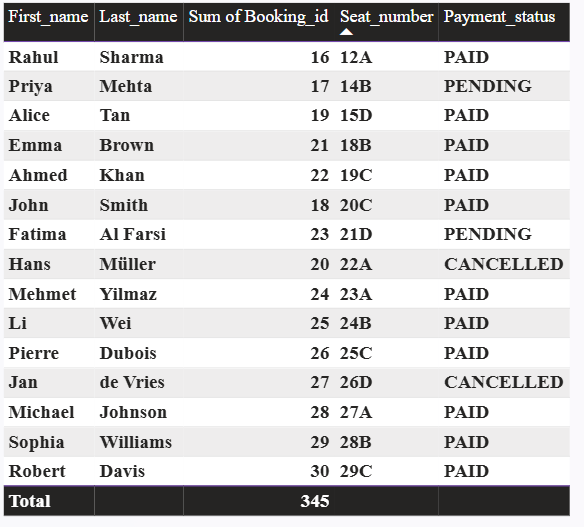 First_name Last_name Sum of Booking_id Seat_number Payment_status
Rahul Sharma 16 12A PAID
Priya Mehta 17 14B PENDING
Alice Tan 19 15D PAID
Emma Brown 21 18B PAID
Ahmed Khan 22 19C PAID
John Smith 18 20C PAID
Fatima Al Farsi 23 21D PENDING
Hans Müller 20 22A CANCELLED
Mehmet Yilmaz 24 23A PAID
Li Wei 25 24B PAID
Pierre Dubois 26 25C PAID
Jan de Vries 27 26D CANCELLED
Michael Johnson 28 27A PAID
Sophia Williams 29 28B PAID
Robert Davis 30 29C PAID
Total 345